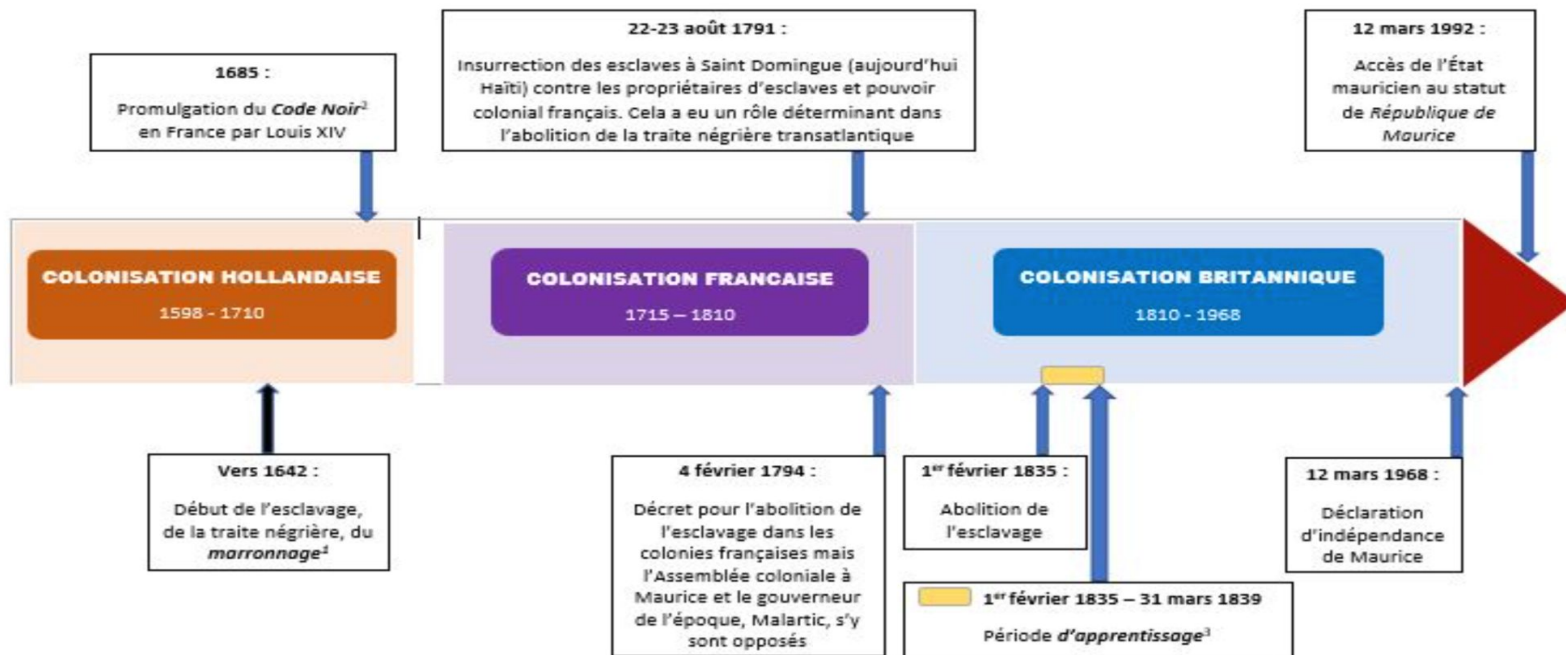 1685 :
Promulgation du Code Noir²
en France par Louis XIV
22-23 août 1791 :
Insurrection des esclaves à Saint Domingue (aujourd'hui
Haïti) contre les propriétaires d'esclaves et pouvoir
colonial français. Cela a eu un rôle déterminant dans
l'abolition de la traite négrière transatlantique
12 mars 1992 :
Accès de l'État
mauricien au statut
de République de
Maurice
COLONISATION HOLLANDAISE
1598 - 1710
COLONISATION FRANCAISE
1715 – 1810
COLONISATION BRITANNIQUE
1810 - 1968
Vers 1642 :
Début de l'esclavage,
de la traite négrière, du
marronnage¹
4 février 1794 :
Décret pour l'abolition de
l'esclavage dans les
colonies françaises mais
l'Assemblée coloniale à
Maurice et le gouverneur
de l'époque, Malartic, s'y
sont opposés
1er février 1835 :
Abolition de
l'esclavage
1er février 1835 – 31 mars 1839
Période d'apprentissage³
12 mars 1968 :
Déclaration
d'indépendance
de Maurice